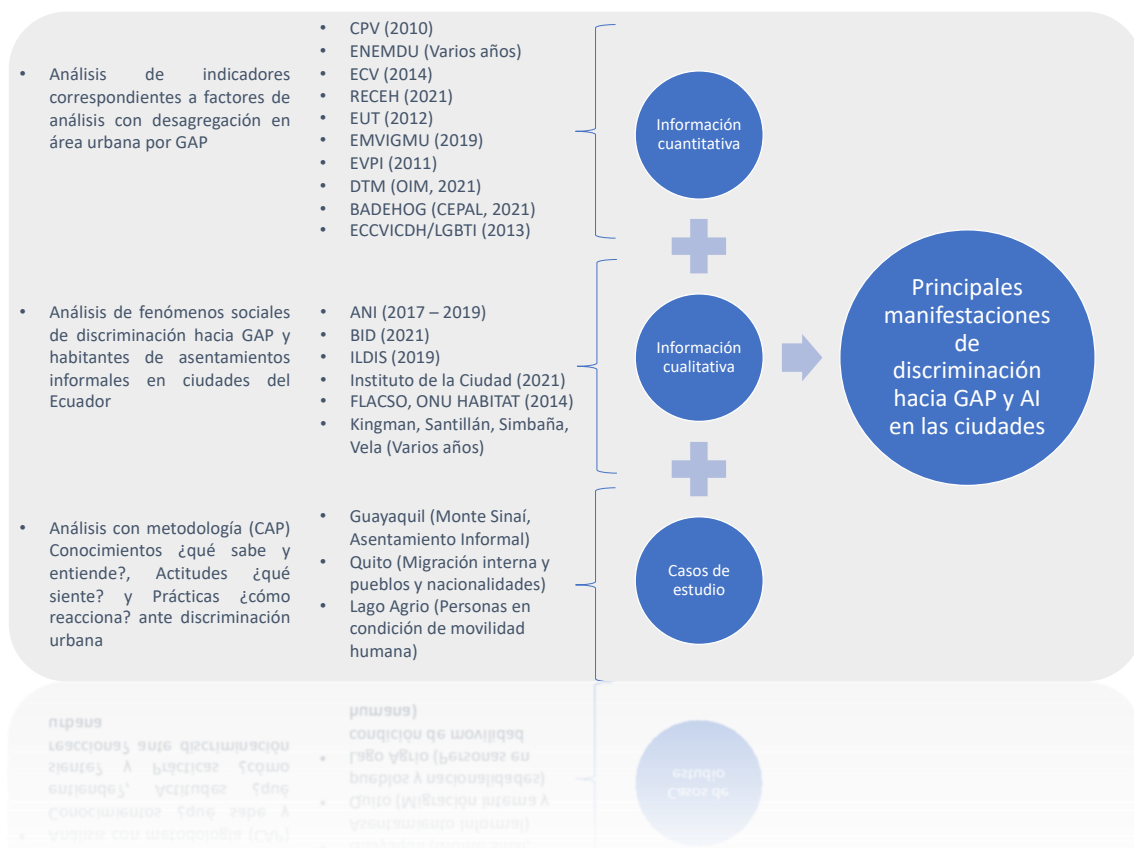 • Análisis de indicadores
correspondientes a factores de
análisis con desagregación en
área urbana por GAP
• CPV (2010)
• ENEMDU (Varios años)
• ECV (2014)
• RECEH (2021)
• EUT (2012)
• EMVIGMU (2019)
• EVPI (2011)
• DTM (OIM, 2021)
• BADEHOG (CEPAL, 2021)
• ECCVICDH/LGBTI (2013)
Información
cuantitativa
• Análisis de fenómenos sociales
de discriminación hacia GAP y
habitantes de asentamientos
informales en ciudades del
Ecuador
• ANI (2017 – 2019)
• BID (2021)
• ILDIS (2019)
• Instituto de la Ciudad (2021)
• FLACSO, ONU HABITAT (2014)
• Kingman, Santillán, Simbaña,
Vela (Varios años)
Información
cualitativa
• Análisis con metodología (CAP)
Conocimientos ¿qué sabe y
entiende?, Actitudes ¿qué
siente? y Prácticas ¿cómo
reacciona? ante discriminación
urbana
• Guayaquil (Monte Sinaí,
Asentamiento Informal)
• Quito (Migración interna y
pueblos y nacionalidades)
• Lago Agrio (Personas en
condición de movilidad
humana)
Casos de
estudio
Principales
manifestaciones
de
discriminación
hacia GAP y AI
en las ciudades